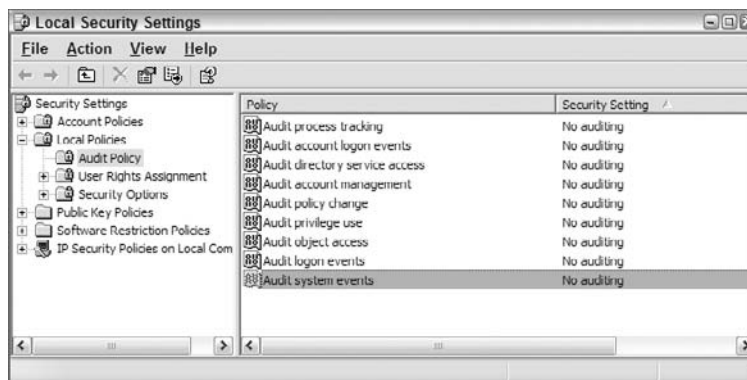 Local Security Settings
File Action View Help
Security Settings
Account Policies
Local Policies
Audit Policy
User Rights Assignment
Security Options
Public Key Policies
Software Restriction Policies
IP Security Policies on Local Com
Policy Security Setting
Audit process tracking No auditing
Audit account logon events No auditing
Audit directory service access No auditing
Audit account management No auditing
Audit policy change No auditing
Audit privilege use No auditing
Audit object access No auditing
Audit logon events No auditing
Audit system events No auditing